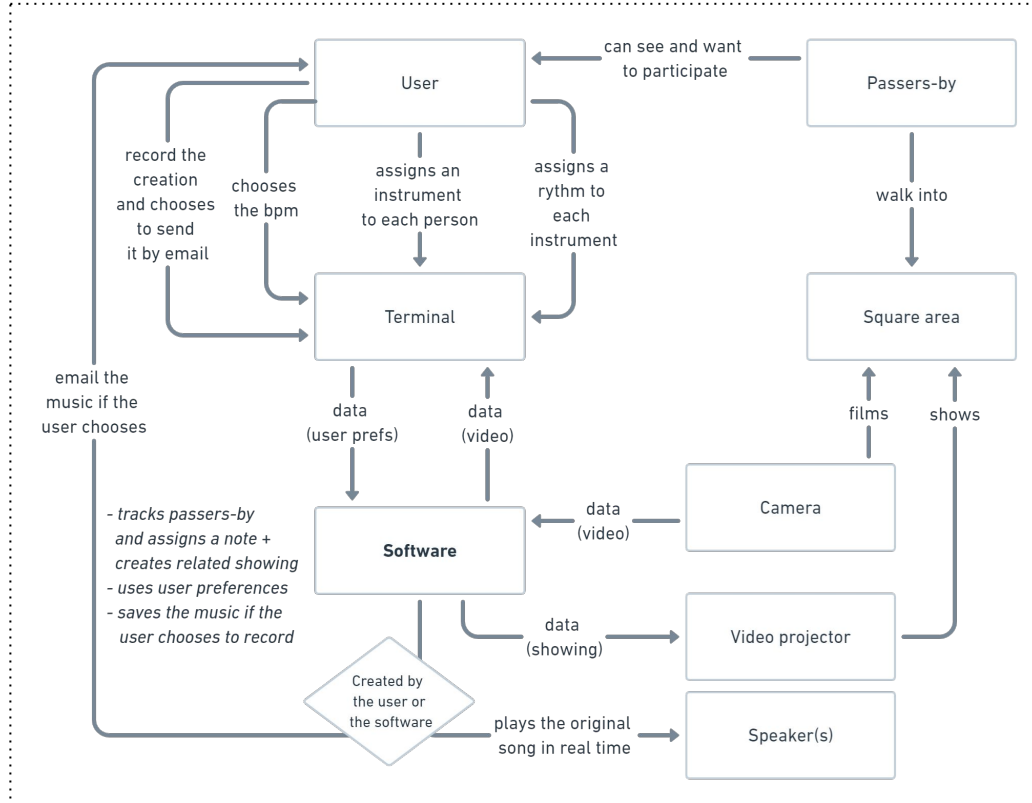 can see and want
to participate
User
Passers-by
record the
creation
and chooses
to send
it by email
chooses
the bpm
assigns an
instrument
to each person
assigns a
rythm to
each
instrument
walk into
Terminal
Square area
email the
music if the
user chooses
data
(user prefs)
data
(video)
films
shows
- tracks passers-by
and assigns a note +
creates related showing
- uses user preferences
- saves the music if the
user chooses to record
Software
data
(video)
Camera
data
(showing)
Video projector
Created by
the user or
the software
plays the original
song in real time
Speaker(s)